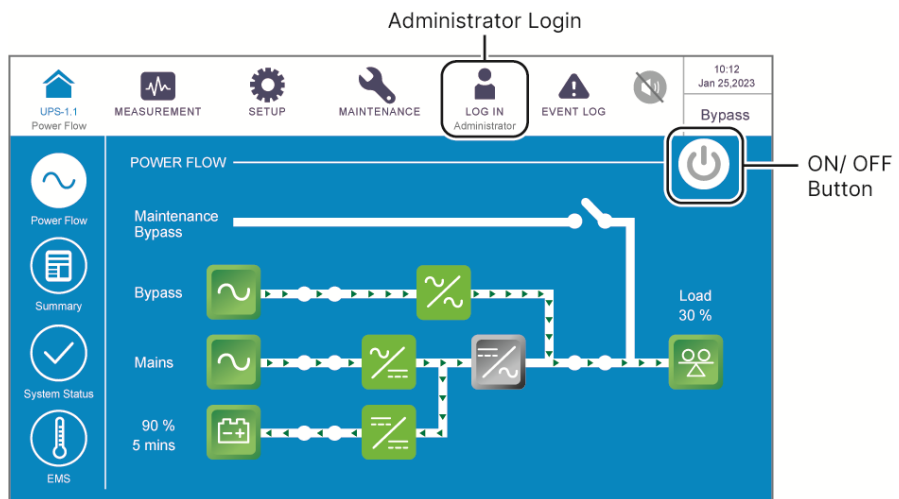 Administrator Login
UPS-1.1
Power Flow
MEASUREMENT
SETUP
MAINTENANCE
LOG IN
Administrator
EVENT LOG
10:12
Jan 25,2023
Bypass
POWER FLOW
ON/ OFF
Button
Power Flow
Summary
System Status
EMS
Maintenance
Bypass
Bypass
Mains
90 %
5 mins
Load
30 %